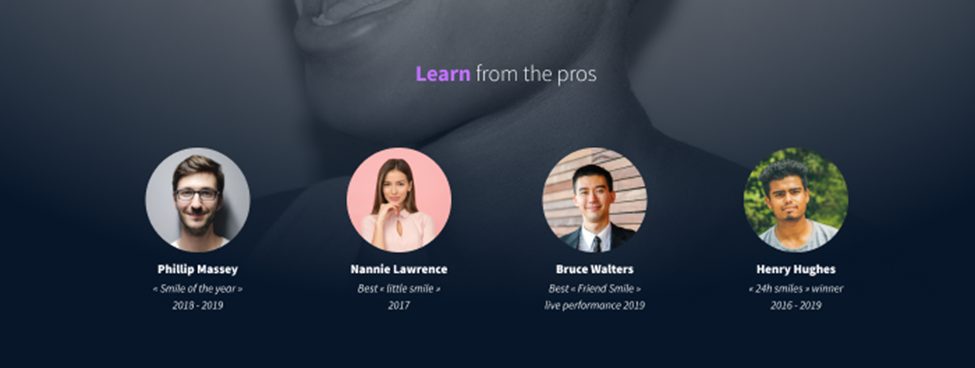 Learn from the pros
Phillip Massey
« Smile of the year »
2018 - 2019
Nannie Lawrence
Best « little smile »
2017
Bruce Walters
Best « Friend Smile »
live performance 2019
Henry Hughes
« 24h smiles » winner
2016 - 2019